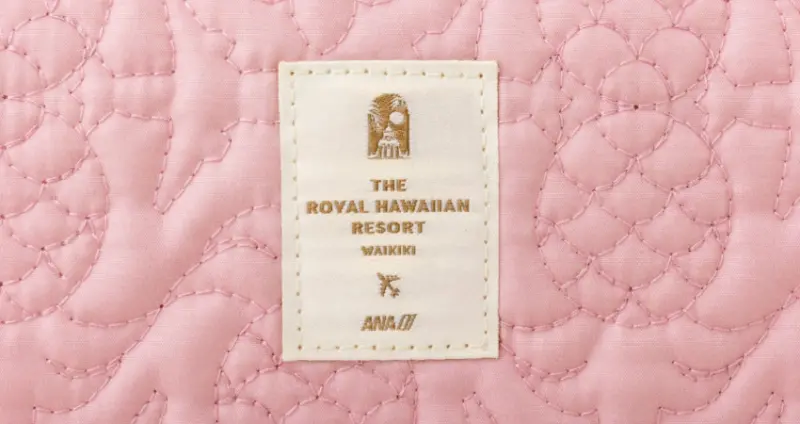 THE
ROYAL HAWAIIAN
RESORT
WAIKIKI
ANA